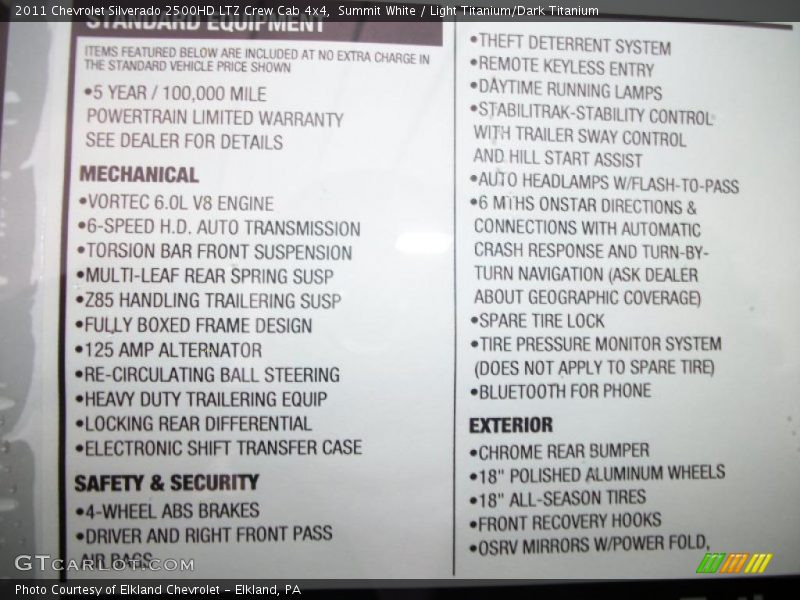 2011 Chevrolet Silverado 2500HD LTZ Crew Cab 4x4,  Summit White / Light Titanium/Dark Titanium
STANDARD EQUIPMENT
ITEMS FEATURED BELOW ARE INCLUDED AT NO EXTRA CHARGE IN
THE STANDARD VEHICLE PRICE SHOWN
•5 YEAR / 100,000 MILE
POWERTRAIN LIMITED WARRANTY
SEE DEALER FOR DETAILS
MECHANICAL
•VORTEC 6.0L V8 ENGINE
•6-SPEED H.D. AUTO TRANSMISSION
•TORSION BAR FRONT SUSPENSION
•MULTI-LEAF REAR SPRING SUSP
•Z85 HANDLING TRAILERING SUSP
•FULLY BOXED FRAME DESIGN
•125 AMP ALTERNATOR
•RE-CIRCULATING BALL STEERING
•HEAVY DUTY TRAILERING EQUIP
•LOCKING REAR DIFFERENTIAL
•ELECTRONIC SHIFT TRANSFER CASE
SAFETY & SECURITY
•4-WHEEL ABS BRAKES
•DRIVER AND RIGHT FRONT PASS
AIR BAGS
•THEFT DETERRENT SYSTEM
•REMOTE KEYLESS ENTRY
•DAYTIME RUNNING LAMPS
•STABILITRAK-STABILITY CONTROL
WITH TRAILER SWAY CONTROL
AND HILL START ASSIST
•AUTO HEADLAMPS W/FLASH-TO-PASS
•6 MTHS ONSTAR DIRECTIONS &
CONNECTIONS WITH AUTOMATIC
CRASH RESPONSE AND TURN-BY-
TURN NAVIGATION (ASK DEALER
ABOUT GEOGRAPHIC COVERAGE)
•SPARE TIRE LOCK
•TIRE PRESSURE MONITOR SYSTEM
(DOES NOT APPLY TO SPARE TIRE)
•BLUETOOTH FOR PHONE
EXTERIOR
•CHROME REAR BUMPER
•18" POLISHED ALUMINUM WHEELS
•18" ALL-SEASON TIRES
•FRONT RECOVERY HOOKS
•OSRV MIRRORS W/POWER FOLD,
GTCarlot.com
Photo Courtesy of Elkland Chevrolet – Elkland, PA